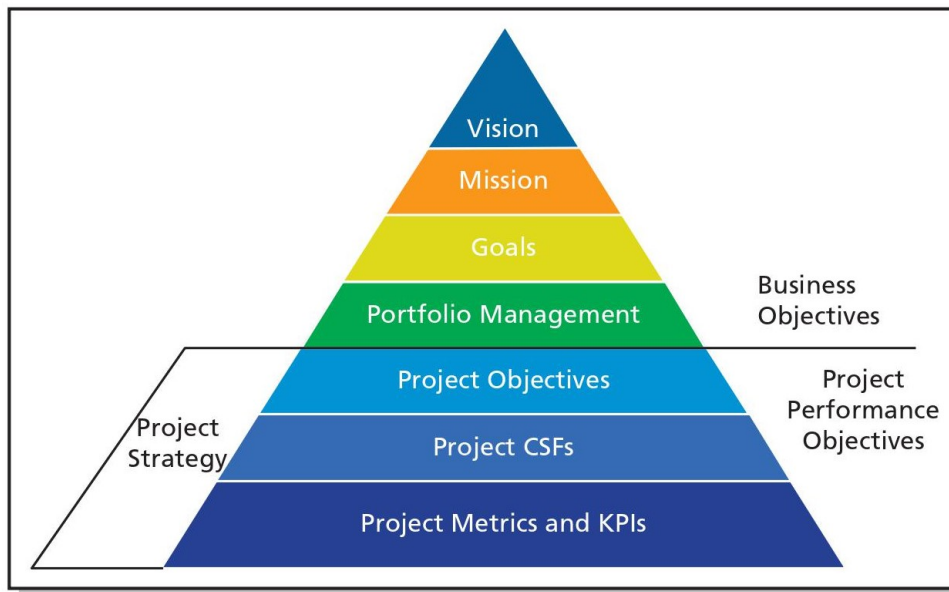 Vision
Mission
Goals
Portfolio Management
Business
Objectives
Project Objectives
Project
Performance
Objectives
Project
Strategy
Project CSFs
Project Metrics and KPIs